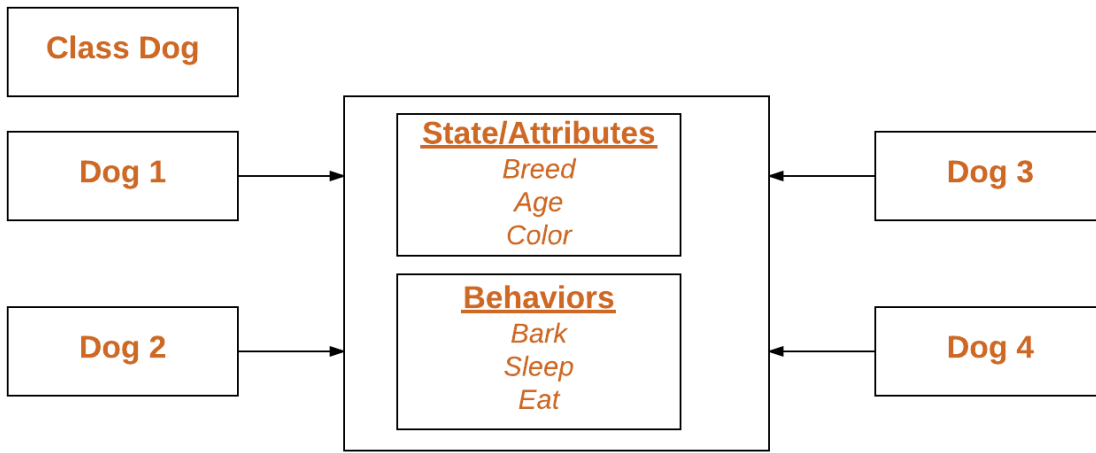 Class Dog
Dog 1
Dog 2
State/Attributes
Breed
Age
Color
Behaviors
Bark
Sleep
Eat
Dog 3
Dog 4